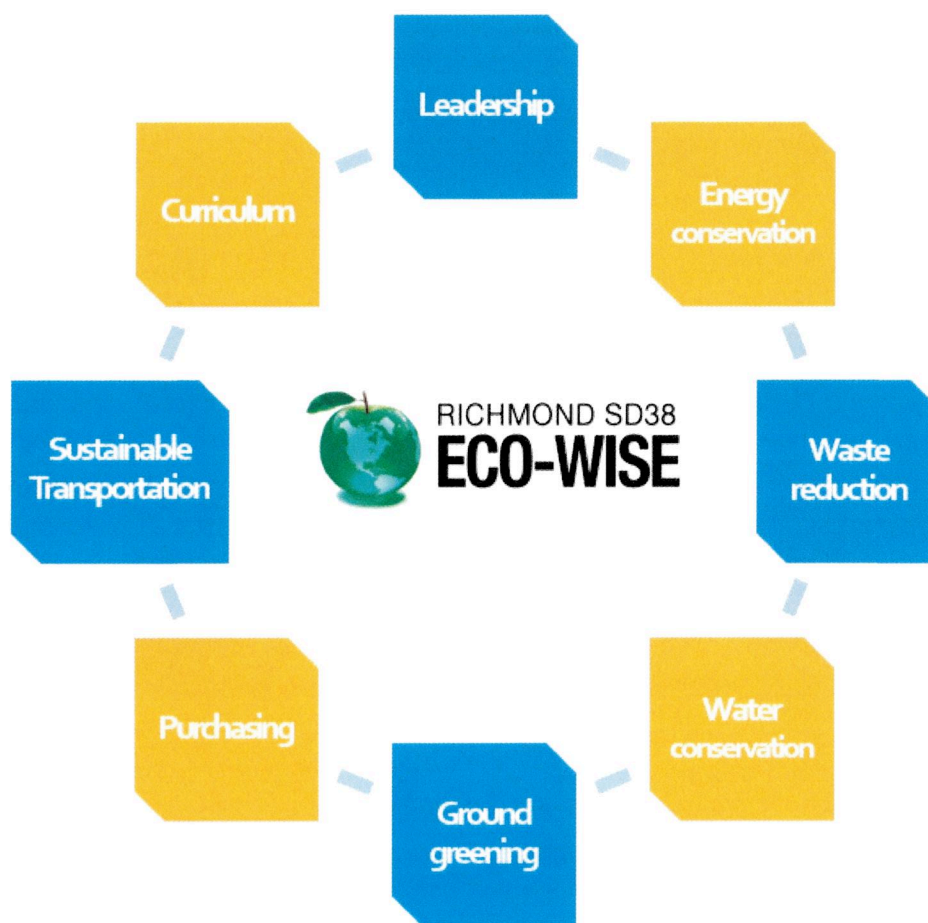 Leadership
Energy
conservation
Waste
reduction
Water
conservation
Ground
greening
Purchasing
Sustainable
Transportation
Curriculum
RICHMOND SD38
ECO-WISE